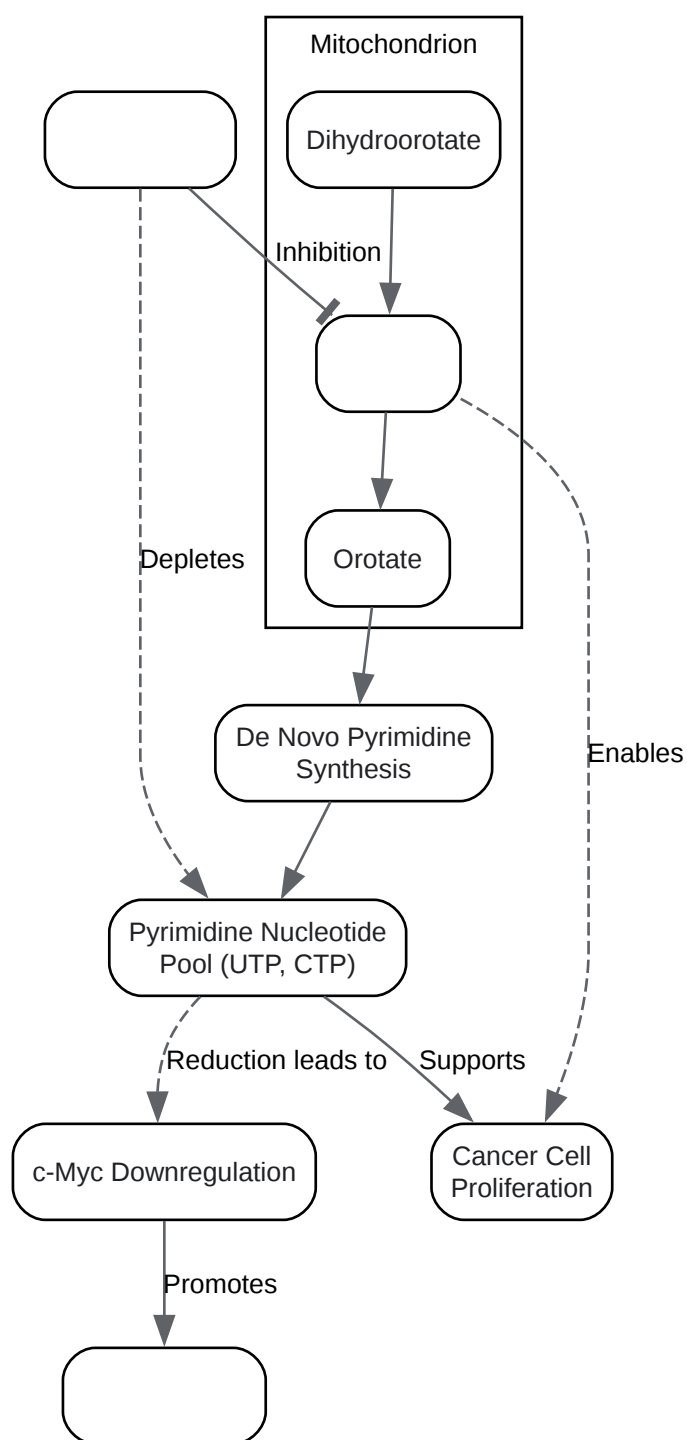 Mitochondrion
Dihydroorotate
Inhibition
Orotate
Depletes
De Novo Pyrimidine
Synthesis
Enables
Pyrimidine Nucleotide
Pool (UTP, CTP)
Reduction leads to
Supports
c-Myc Downregulation
Cancer Cell
Proliferation
Promotes